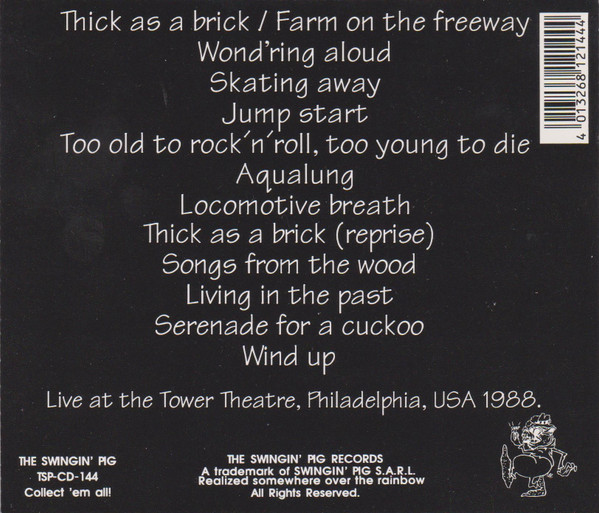 Thick as a brick / Farm on the freeway
Wond'ring aloud
Skating away
Jump start
Too old to rock'n'roll, too young to die
Aqualung
Locomotive breath
Thick as a brick (reprise)
Songs from the wood
Living in the past
Serenade for a cuckoo
Wind up
Live at the Tower Theatre, Philadelphia, USA 1988.
4 013268 121444
THE SWINGIN' PIG
TSP-CD-144
Collect 'em all!
THE SWINGIN' PIG RECORDS
A trademark of SWINGIN' PIG S.A.R.L.
Realized somewhere over the rainbow
All Rights Reserved.